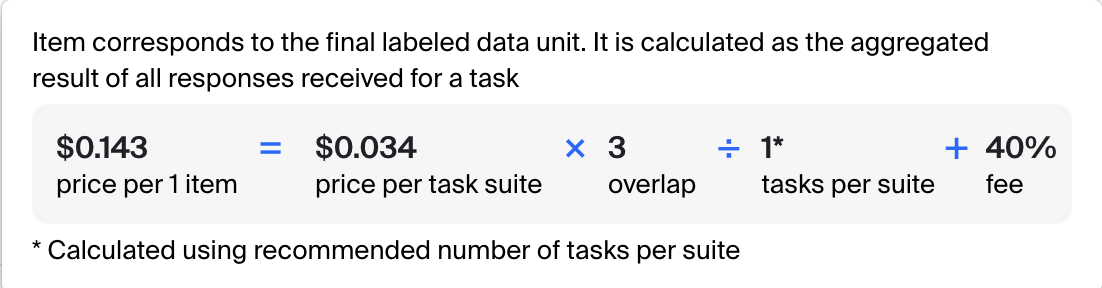 Item corresponds to the final labeled data unit. It is calculated as the aggregated
result of all responses received for a task
$0.143 = $0.034 × 3 ÷ 1* + 40%
price per 1 item price per task suite overlap tasks per suite fee
* Calculated using recommended number of tasks per suite